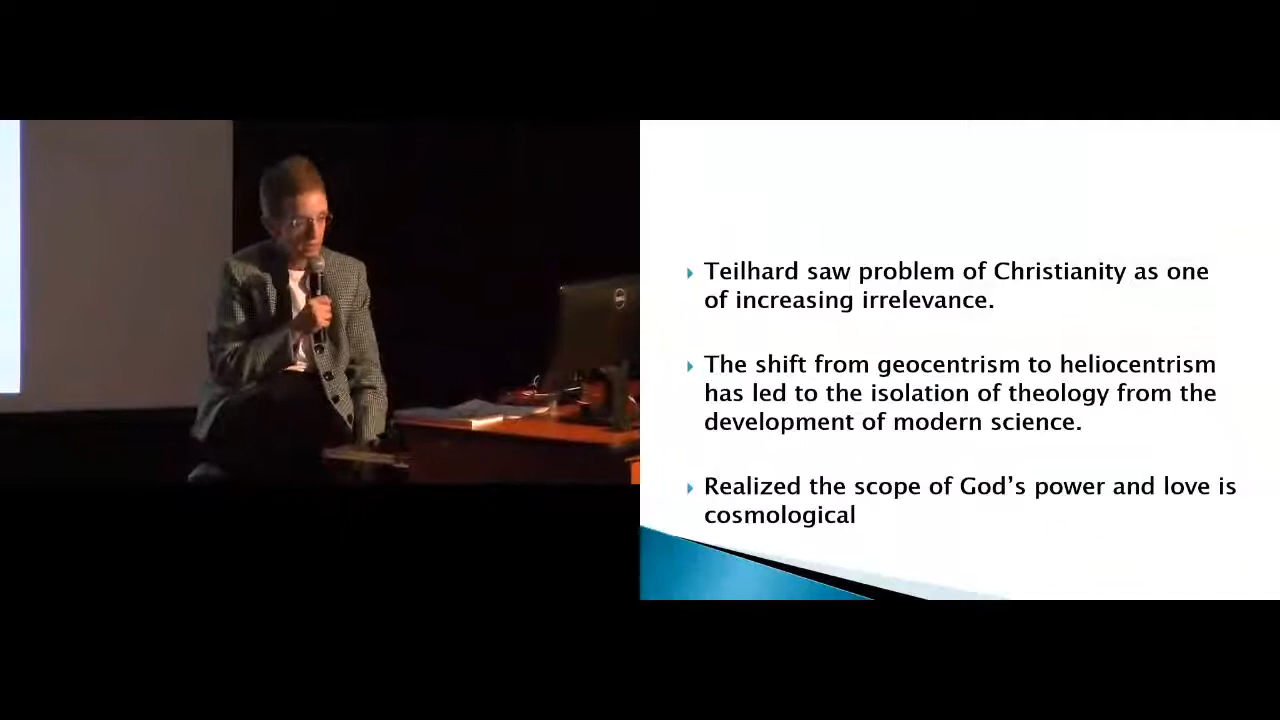 Teilhard saw problem of Christianity as one
of increasing irrelevance.
The shift from geocentrism to heliocentrism
has led to the isolation of theology from the
development of modern science.
Realized the scope of God’s power and love is
cosmological